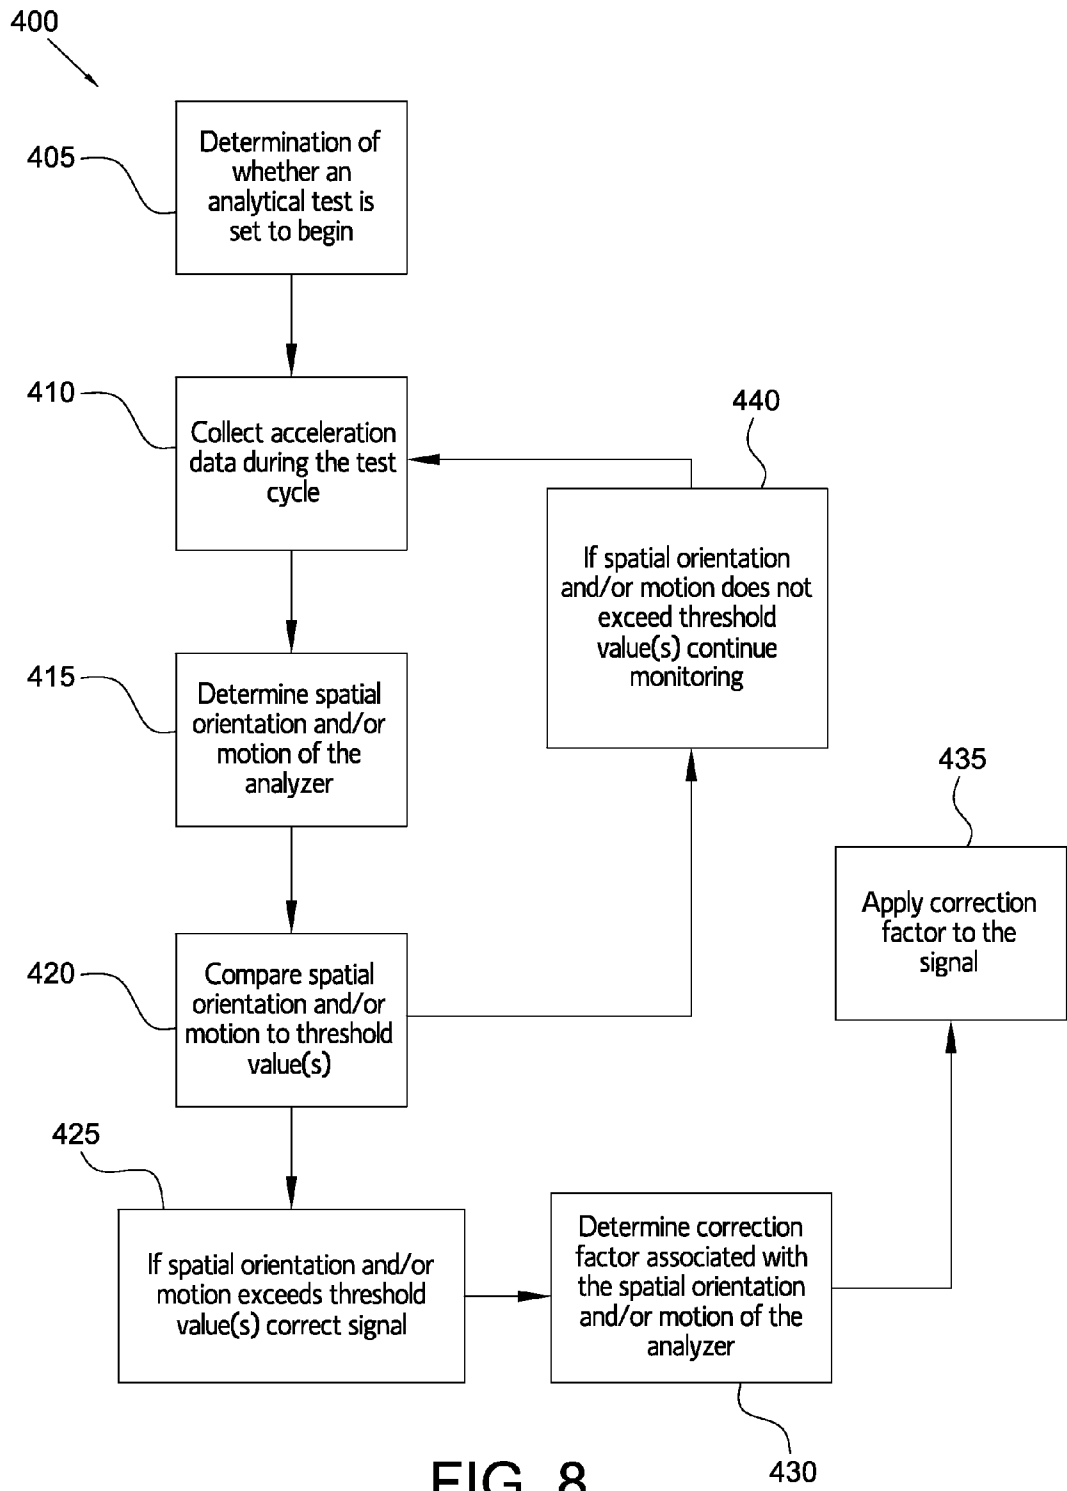 400
405
Determination of
whether an
analytical test is
set to begin
410
Collect acceleration
data during the test
cycle
440
If spatial orientation
and/or motion does not
exceed threshold
value(s) continue
monitoring
415
Determine spatial
orientation and/or
motion of the
analyzer
435
Apply correction
factor to the
signal
420
Compare spatial
orientation and/or
motion to threshold
value(s)
425
If spatial orientation and/or
motion exceeds threshold
value(s) correct signal
Determine correction
factor associated with
the spatial orientation
and/or motion of the
analyzer
430
FIG. 8